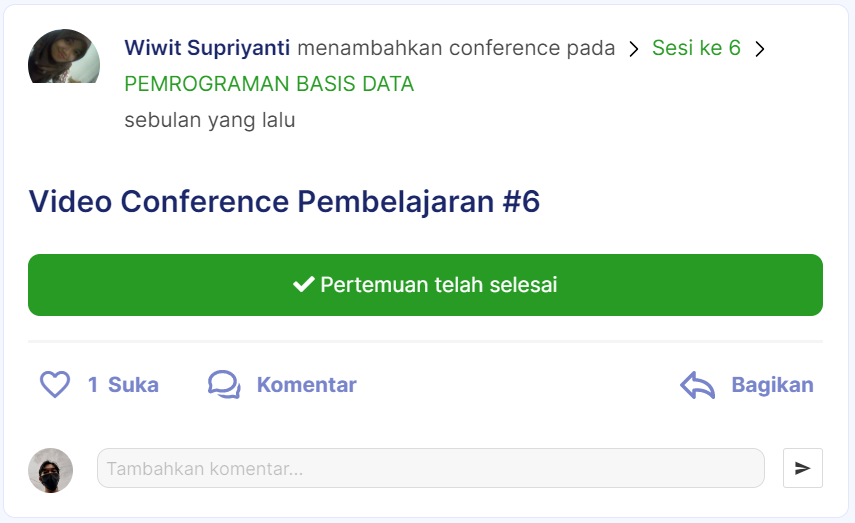 Wiwit Supriyanti menambahkan conference pada > Sesi ke 6 >
PEMROGRAMAN BASIS DATA
sebulan yang lalu
Video Conference Pembelajaran #6
Pertemuan telah selesai
1 Suka Komentar Bagikan
Tambahkan komentar...